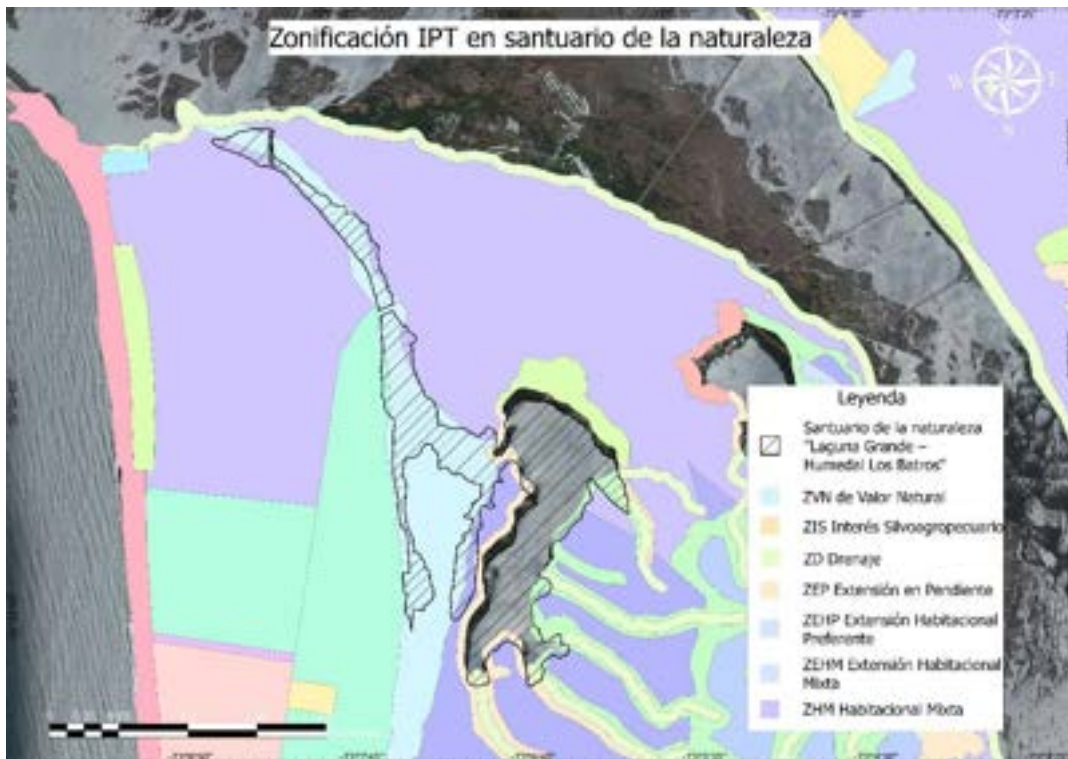 Zonificación IPT en santuario de la naturaleza
N
W
E
S
Leyenda
Santuario de la naturaleza
"Laguna Grande –
Humedal Los Batros"
ZVN de Valor Natural
ZIS Interés Silvoagropecuario
ZD Drenaje
ZEP Extensión en Pendiente
ZEHP Extensión Habitacional
Preferente
ZEHM Extensión Habitacional
Mixta
ZHM Habitacional Mixta